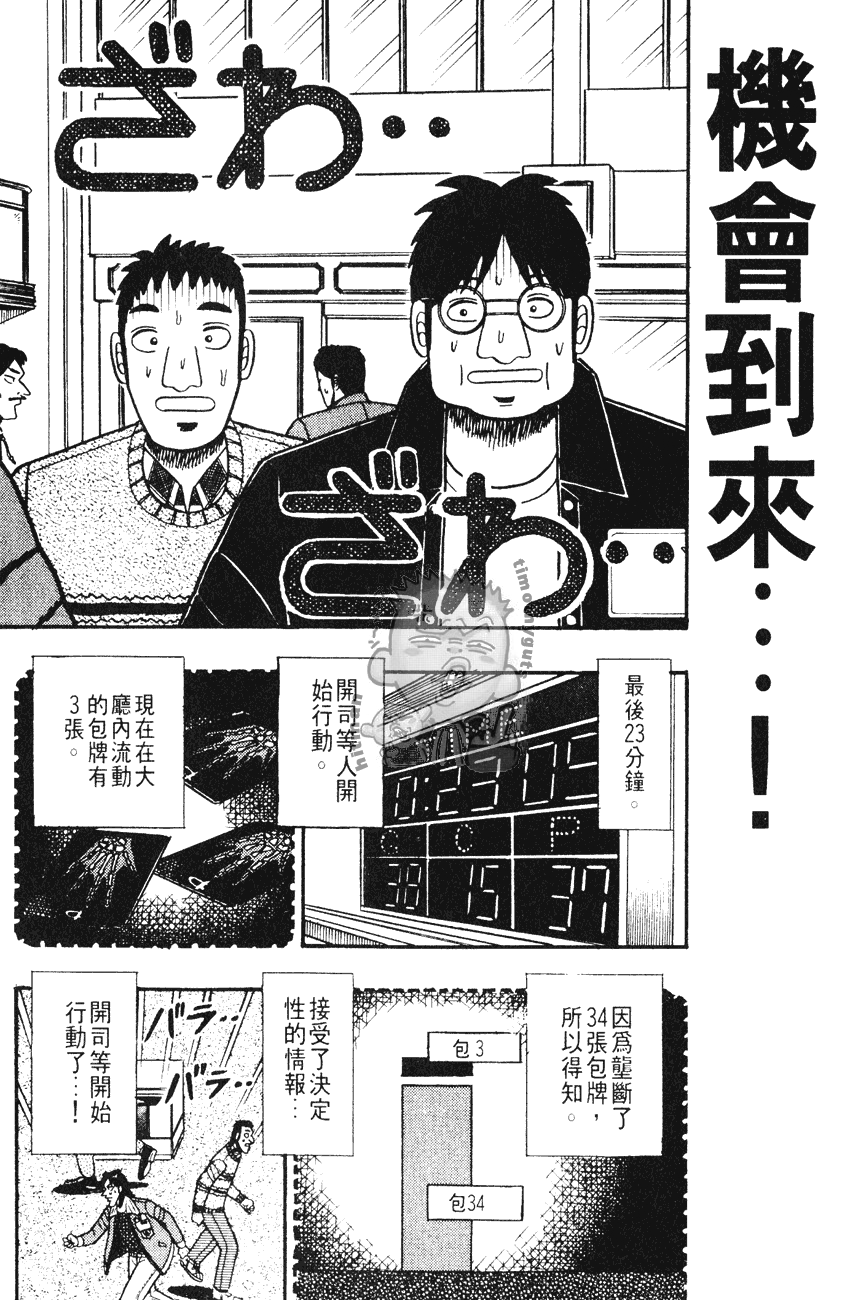 機會到來…！
ざわ‥
ざわ
最後23分鐘。
開司等人開
始行動。
現在在大
廳內流動
的包牌有
3張。
0:23 05
G O P
38 15 37
因為壟斷了
34張包牌，
所以得知。
包3
包34
接受了決定
性的情報…
開司等開始
行動了…！
バラ‥
バラ‥
timonyguts